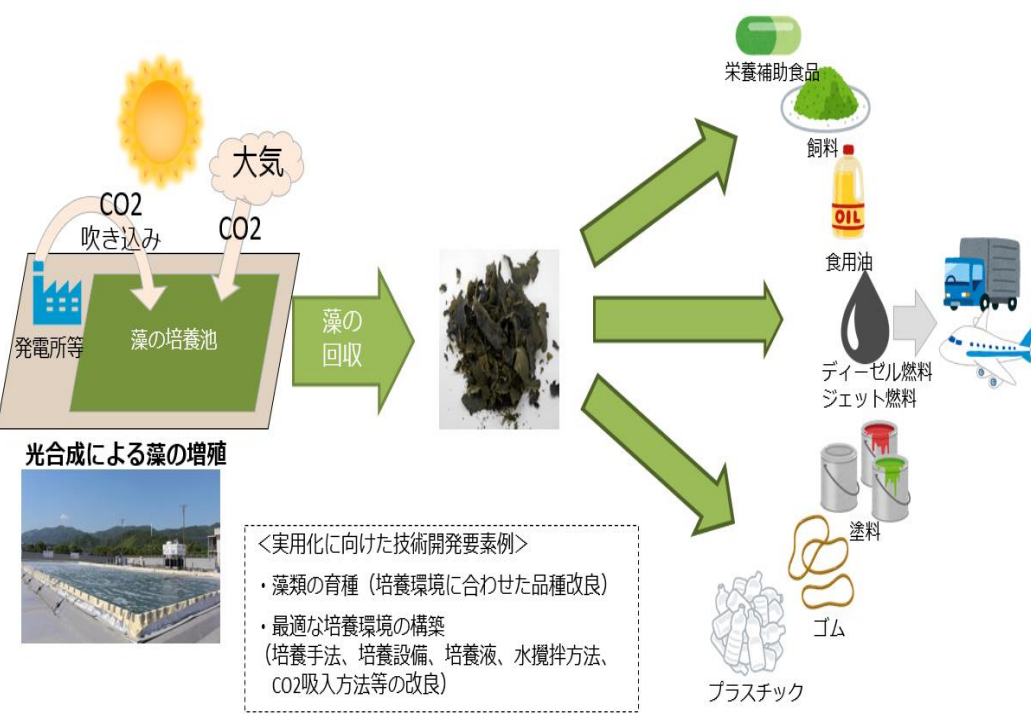 大気
CO2
吹き込み
CO2
発電所等
藻の培養池
藻の
回収
光合成による藻の増殖
栄養補助食品
飼料
OIL
食用油
ディーゼル燃料
ジェット燃料
塗料
ゴム
プラスチック
＜実用化に向けた技術開発要素例＞
・藻類の育種（培養環境に合わせた品種改良）
・最適な培養環境の構築
（培養手法、培養設備、培養液、水攪拌方法、
CO2吸入方法等の改良）